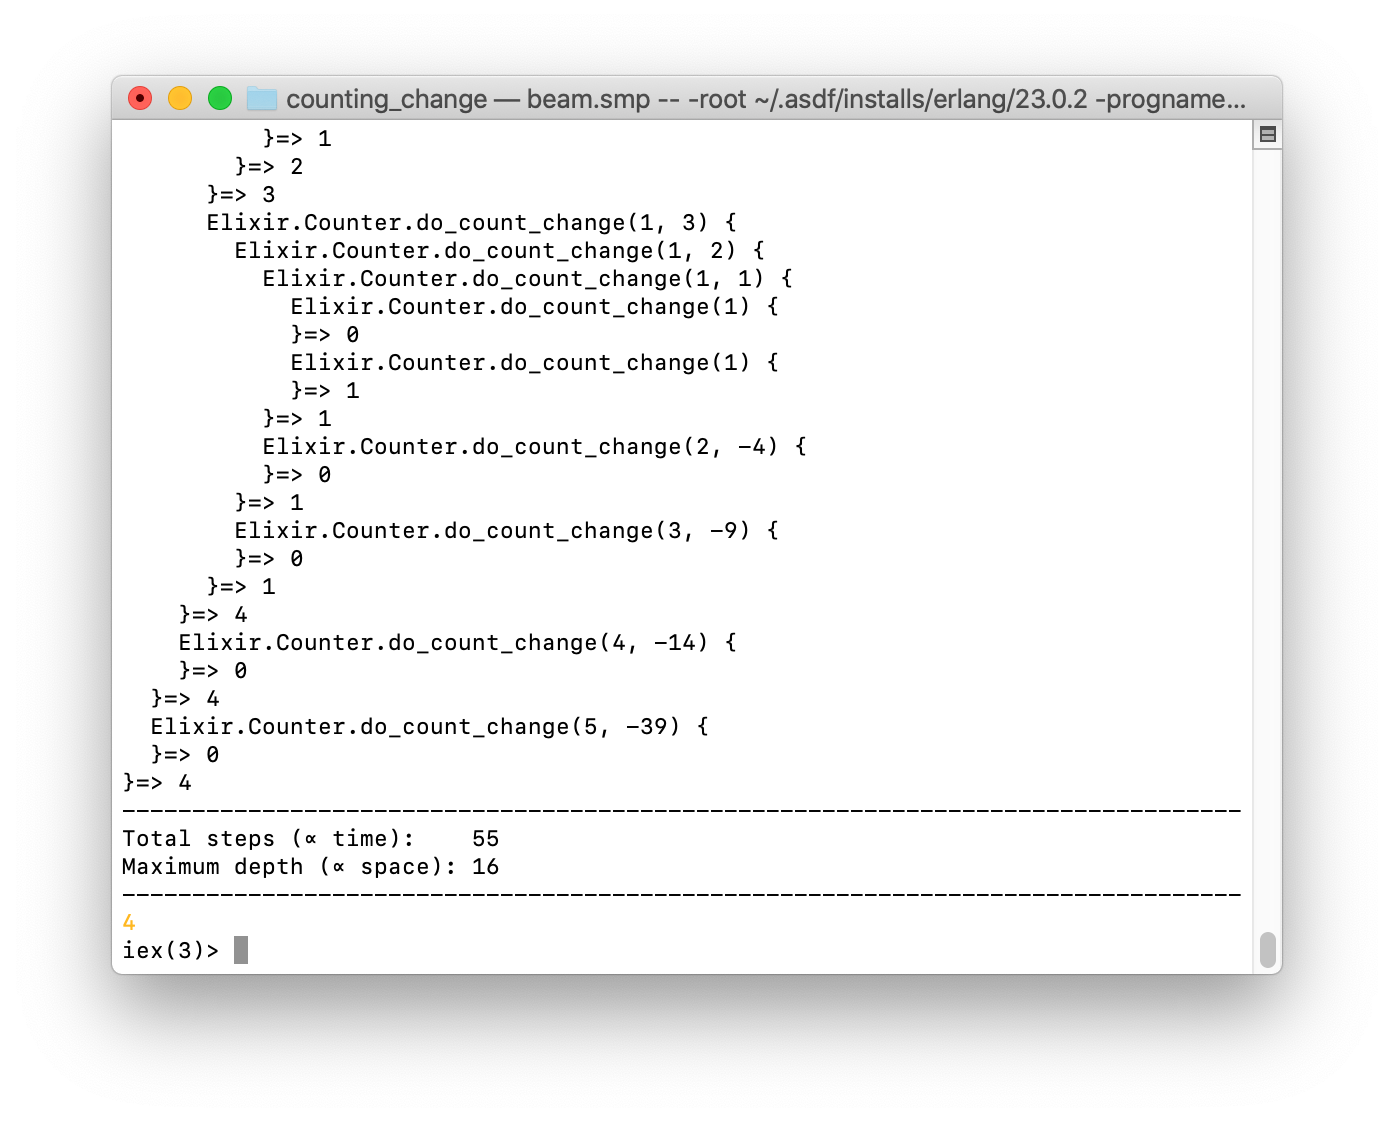 counting_change — beam.smp -- -root ~/.asdf/installs/erlang/23.0.2 -progname...
}=> 1
}=> 2
}=> 3
Elixir.Counter.do_count_change(1, 3) {
Elixir.Counter.do_count_change(1, 2) {
Elixir.Counter.do_count_change(1, 1) {
Elixir.Counter.do_count_change(1) {
}=> 0
Elixir.Counter.do_count_change(1) {
}=> 1
}=> 1
Elixir.Counter.do_count_change(2, -4) {
}=> 0
}=> 1
Elixir.Counter.do_count_change(3, -9) {
}=> 0
}=> 1
}=> 4
Elixir.Counter.do_count_change(4, -14) {
}=> 0
}=> 4
Elixir.Counter.do_count_change(5, -39) {
}=> 0
}=> 4
--------------------------------------------------------------------------------
Total steps (∝ time):    55
Maximum depth (∝ space): 16
--------------------------------------------------------------------------------
4
iex(3)>